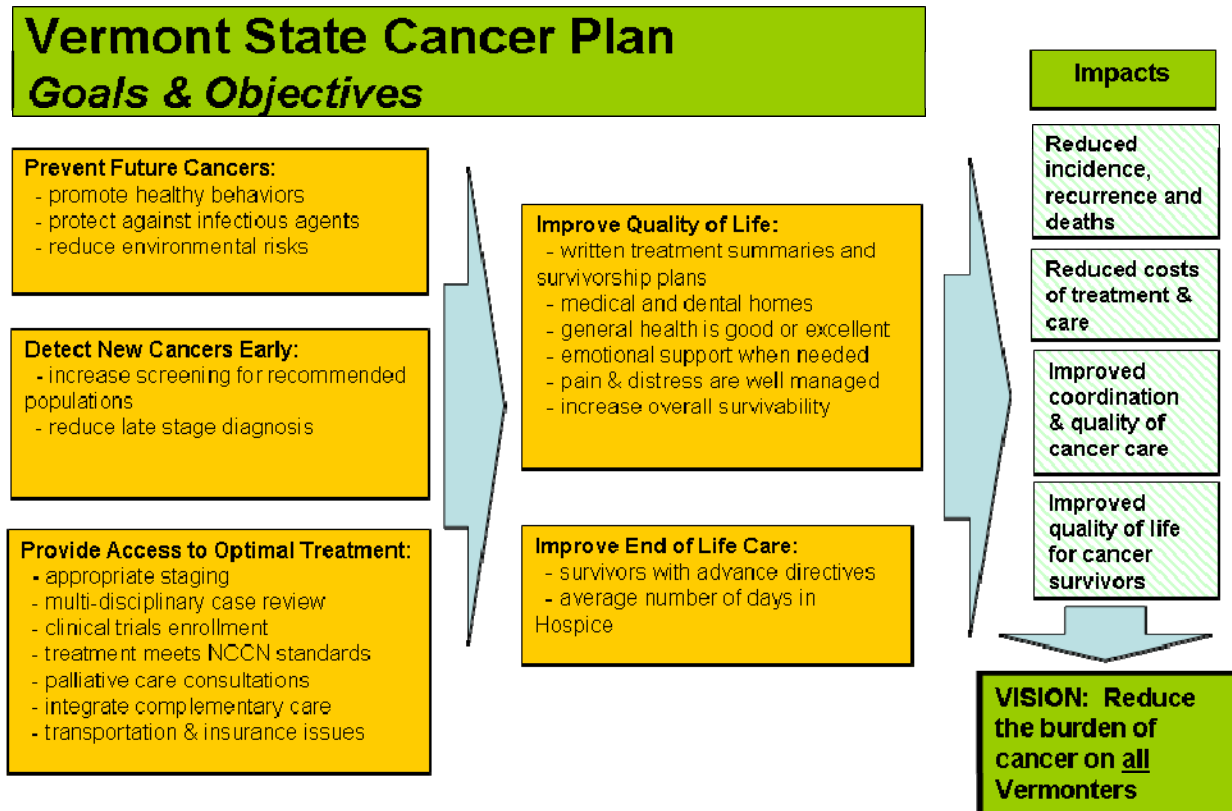 Vermont State Cancer Plan
Goals & Objectives
Prevent Future Cancers:
- promote healthy behaviors
- protect against infectious agents
- reduce environmental risks
Detect New Cancers Early:
- increase screening for recommended
populations
- reduce late stage diagnosis
Provide Access to Optimal Treatment:
- appropriate staging
- multi-disciplinary case review
- clinical trials enrollment
- treatment meets NCCN standards
- palliative care consultations
- integrate complementary care
- transportation & insurance issues
Improve Quality of Life:
- written treatment summaries and
survivorship plans
- medical and dental homes
- general health is good or excellent
- emotional support when needed
- pain & distress are well managed
- increase overall survivability
Improve End of Life Care:
- survivors with advance directives
- average number of days in
Hospice
Impacts
Reduced
incidence,
recurrence and
deaths
Reduced costs
of treatment &
care
Improved
coordination
& quality of
cancer care
Improved
quality of life
for cancer
survivors
VISION: Reduce
the burden of
cancer on all
Vermonters